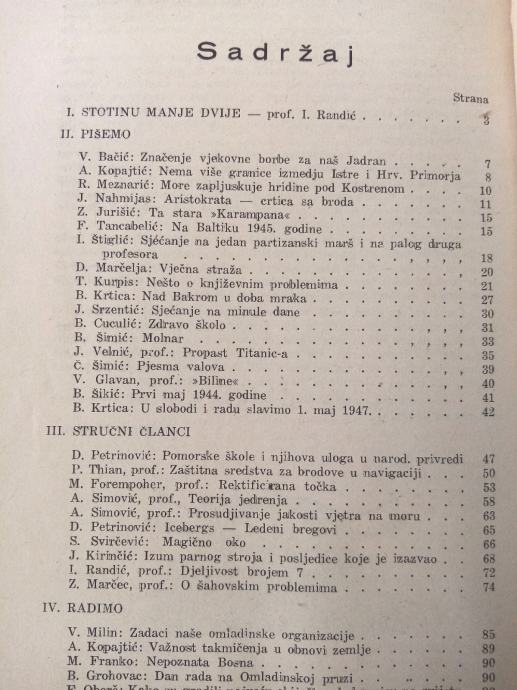 Sadržaj
Strana
I. STOTINU MANJE DVIJE — prof. I. Randić . . . . . . . 3
II. PIŠEMO
V. Bačić: Značenje vjekovne borbe za naš Jadran . . . . . 7
A. Kopajtić: Nema više granice izmedju Istre i Hrv. Primorja 8
R. Meznarić: More zapljuskuje hridine pod Kostrenom . . . . 10
J. Nahmijas: Aristokrata — crtica sa broda . . . . . . 11
Z. Jurišić: Ta stara »Karampana« . . . . . . . . . 15
F. Tancabelić: Na Baltiku 1945. godine . . . . . . . 15
I. Štiglić: Sjéćanje na jedan partizanski marš i na palog druga
profesora . . . . . . . . . . . . . . . 18
D. Marčelja: Vječna straža . . . . . . . . . . . 20
T. Kurpis: Nešto o književnim problemima . . . . . . . 21
B. Krtica: Nad Bakrom u doba mraka . . . . . . . . 27
J. Srzentić: Sjećanje na minule dane . . . . . . . . 30
B. Cuculić: Zdravo školo . . . . . . . . . . . . 31
B. Šimić: Molnar . . . . . . . . . . . . . . 33
J. Velnić, prof.: Propast Titanic-a . . . . . . . . . 35
Č. Šimić: Pjesma valova . . . . . . . . . . . . 39
V. Glavan, prof.: »Biline« . . . . . . . . . . . 40
B. Šikić: Prvi maj 1944. godine . . . . . . . . . . 41
B. Krtica: U slobodi i radu slavimo 1. maj 1947. . . . . . 42
III. STRUČNI ČLANCI
D. Petrinović: Pomorske škole i njihova uloga u narod. privredi 47
P. Thian, prof.: Zaštitna sredstva za brodove u navigaciji . . . 50
M. Forempoher, prof.: Rektificirana točka . . . . . . . 53
A. Simović, prof., Teorija jedrenja . . . . . . . . . 58
A. Simović, prof.: Prosudjivanje jakosti vjetra na moru . . . . 63
D. Petrinović: Icebergs — Ledeni bregovi . . . . . . . 65
S. Svirčević: Magično oko . . . . . . . . . . . 66
J. Kirinčić: Izum parnog stroja i posljedice koje je izazvao . . 68
I. Randić, prof.: Djeljivost brojem 7 . . . . . . . . . 72
Z. Marčec, prof.: O šahovskim problemima . . . . . . . 74
IV. RADIMO
V. Milin: Zadaci naše omladinske organizacije . . . . . . 85
A. Kopajtić: Važnost takmičenja u obnovi zemlje . . . . . 89
M. Franko: Nepoznata Bosna . . . . . . . . . . . 90
B. Grohovac: Dan rada na Omladinskoj pruzi . . . . . . 90